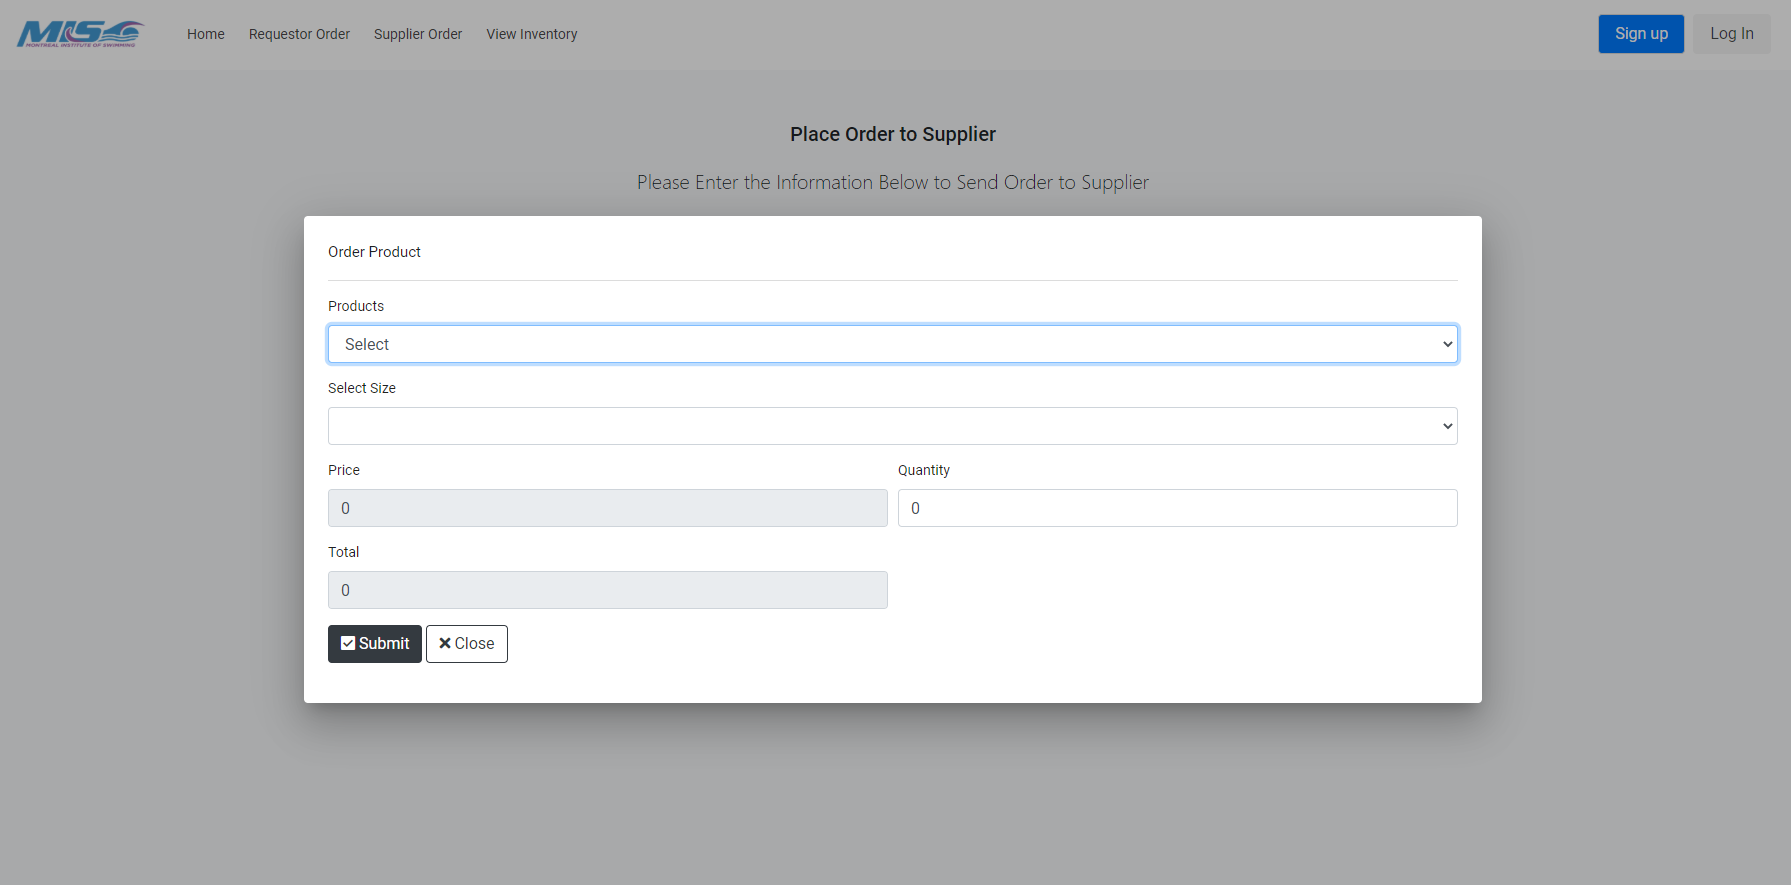 MIS
MONTREAL INSTITUTE OF SWIMMING
Home Requestor Order Supplier Order View Inventory Sign up Log In
Place Order to Supplier
Please Enter the Information Below to Send Order to Supplier
Order Product
Products
Select
Select Size
Price Quantity
0 0
Total
0
Submit Close